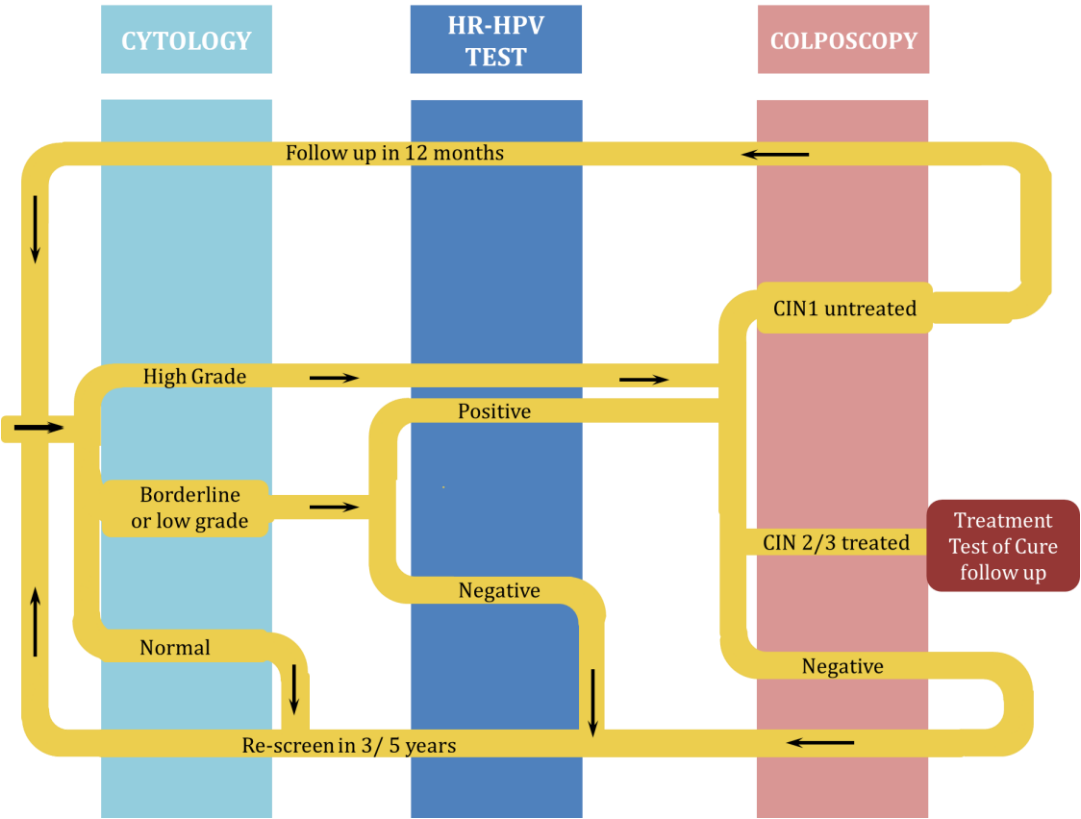 CYTOLOGY
HR-HPV
TEST
COLPOSCOPY
Follow up in 12 months
CIN1 untreated
High Grade
Positive
Borderline
or low grade
Treatment
Test of Cure
follow up
CIN 2/3 treated
Negative
Normal
Negative
Re-screen in 3/ 5 years